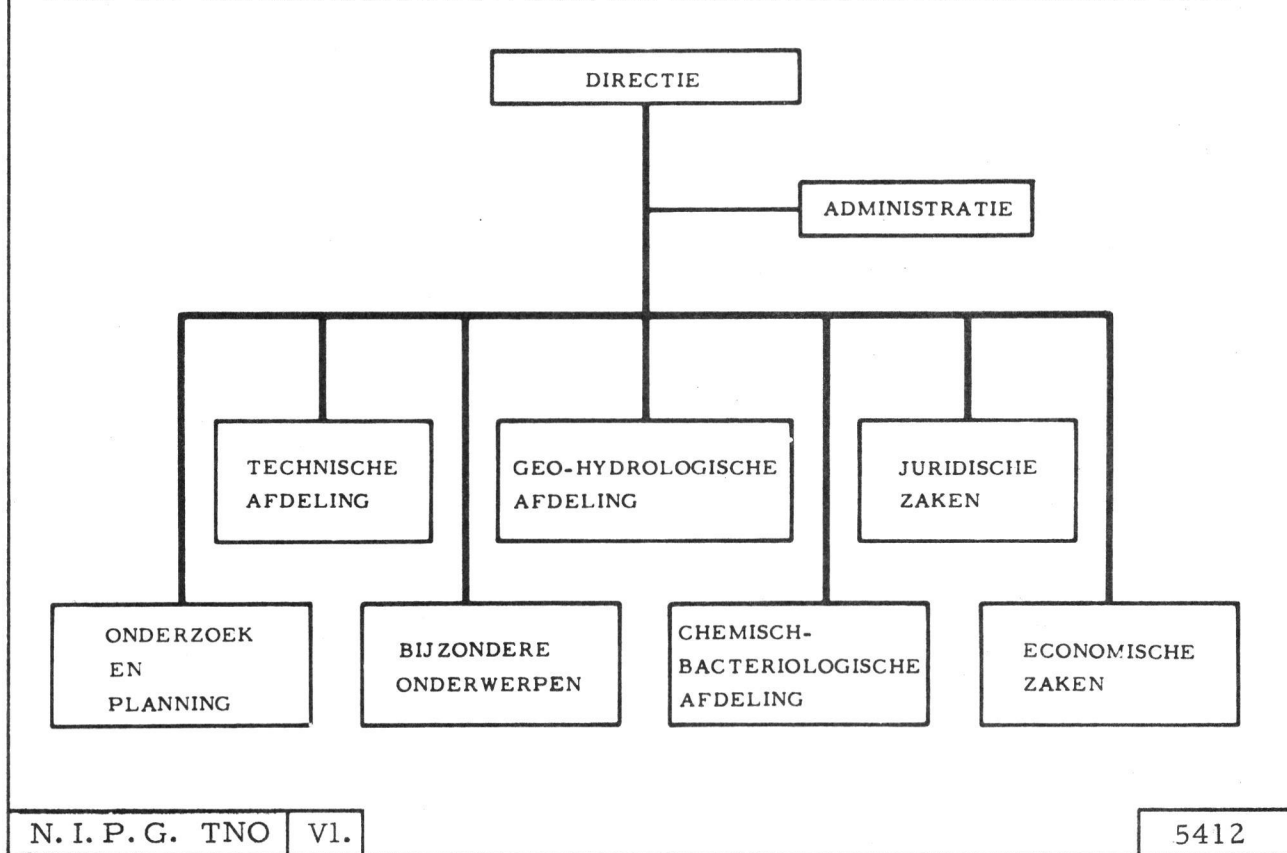 DIRECTIE
ADMINISTRATIE
TECHNISCHE
AFDELING
GEO-HYDROLOGISCHE
AFDELING
JURIDISCHE
ZAKEN
ONDERZOEK
EN
PLANNING
BIJZONDERE
ONDERWERPEN
CHEMISCH-
BACTERIOLOGISCHE
AFDELING
ECONOMISCHE
ZAKEN
N. I. P. G. TNO V1.
5412